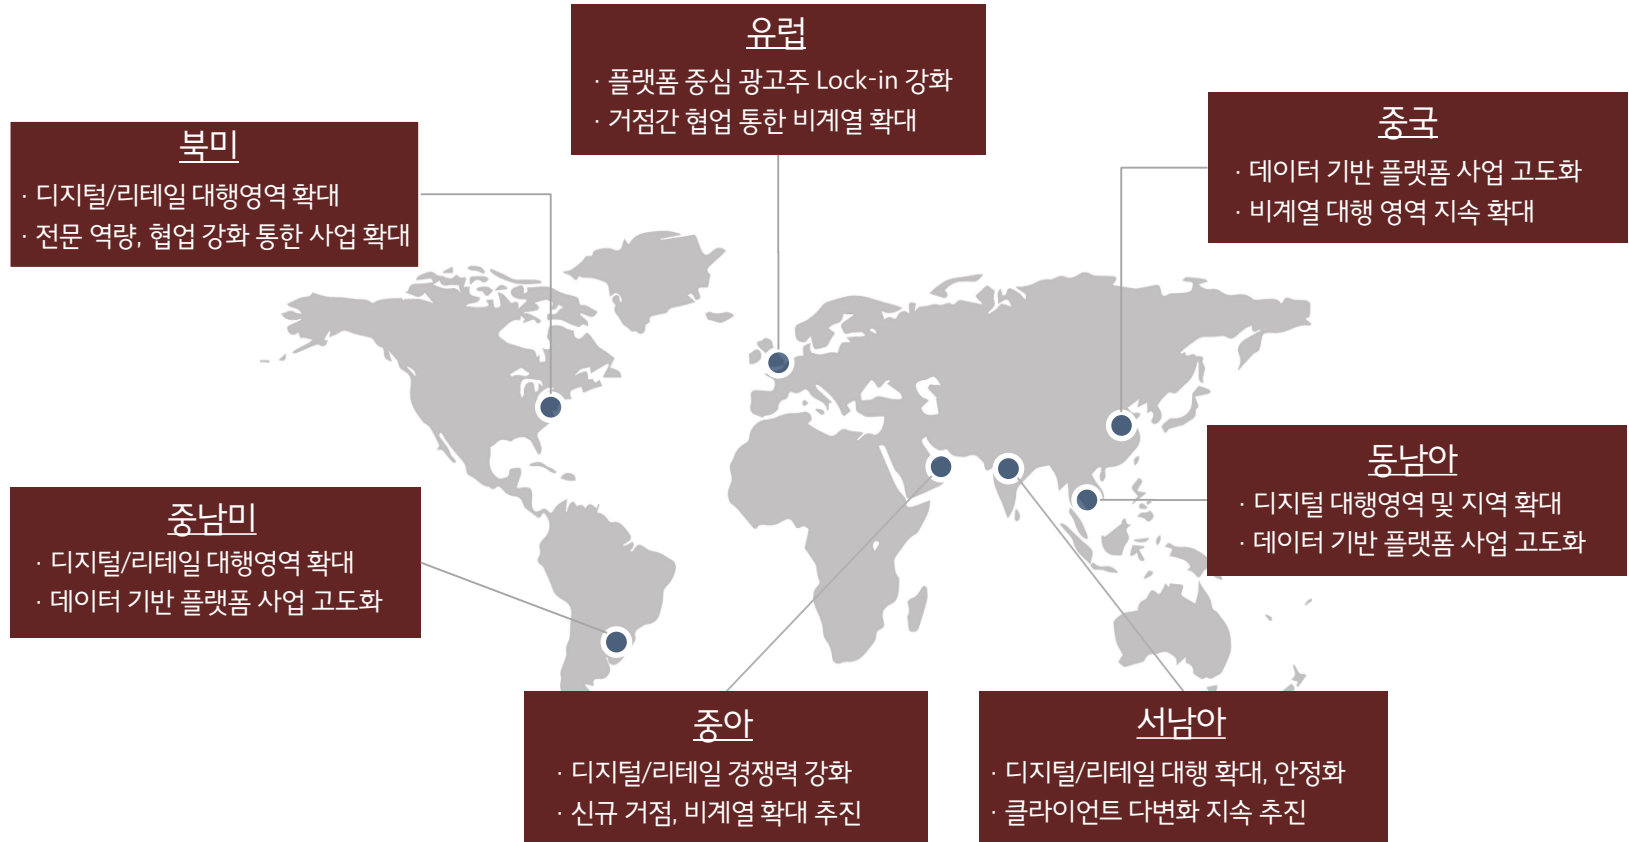 유럽
· 플랫폼 중심 광고주 Lock-in 강화
· 거점간 협업 통한 비계열 확대
북미
· 디지털/리테일 대행영역 확대
· 전문 역량, 협업 강화 통한 사업 확대
중국
· 데이터 기반 플랫폼 사업 고도화
· 비계열 대행 영역 지속 확대
중남미
· 디지털/리테일 대행영역 확대
· 데이터 기반 플랫폼 사업 고도화
동남아
· 디지털 대행영역 및 지역 확대
· 데이터 기반 플랫폼 사업 고도화
중아
· 디지털/리테일 경쟁력 강화
· 신규 거점, 비계열 확대 추진
서남아
· 디지털/리테일 대행 확대, 안정화
· 클라이언트 다변화 지속 추진